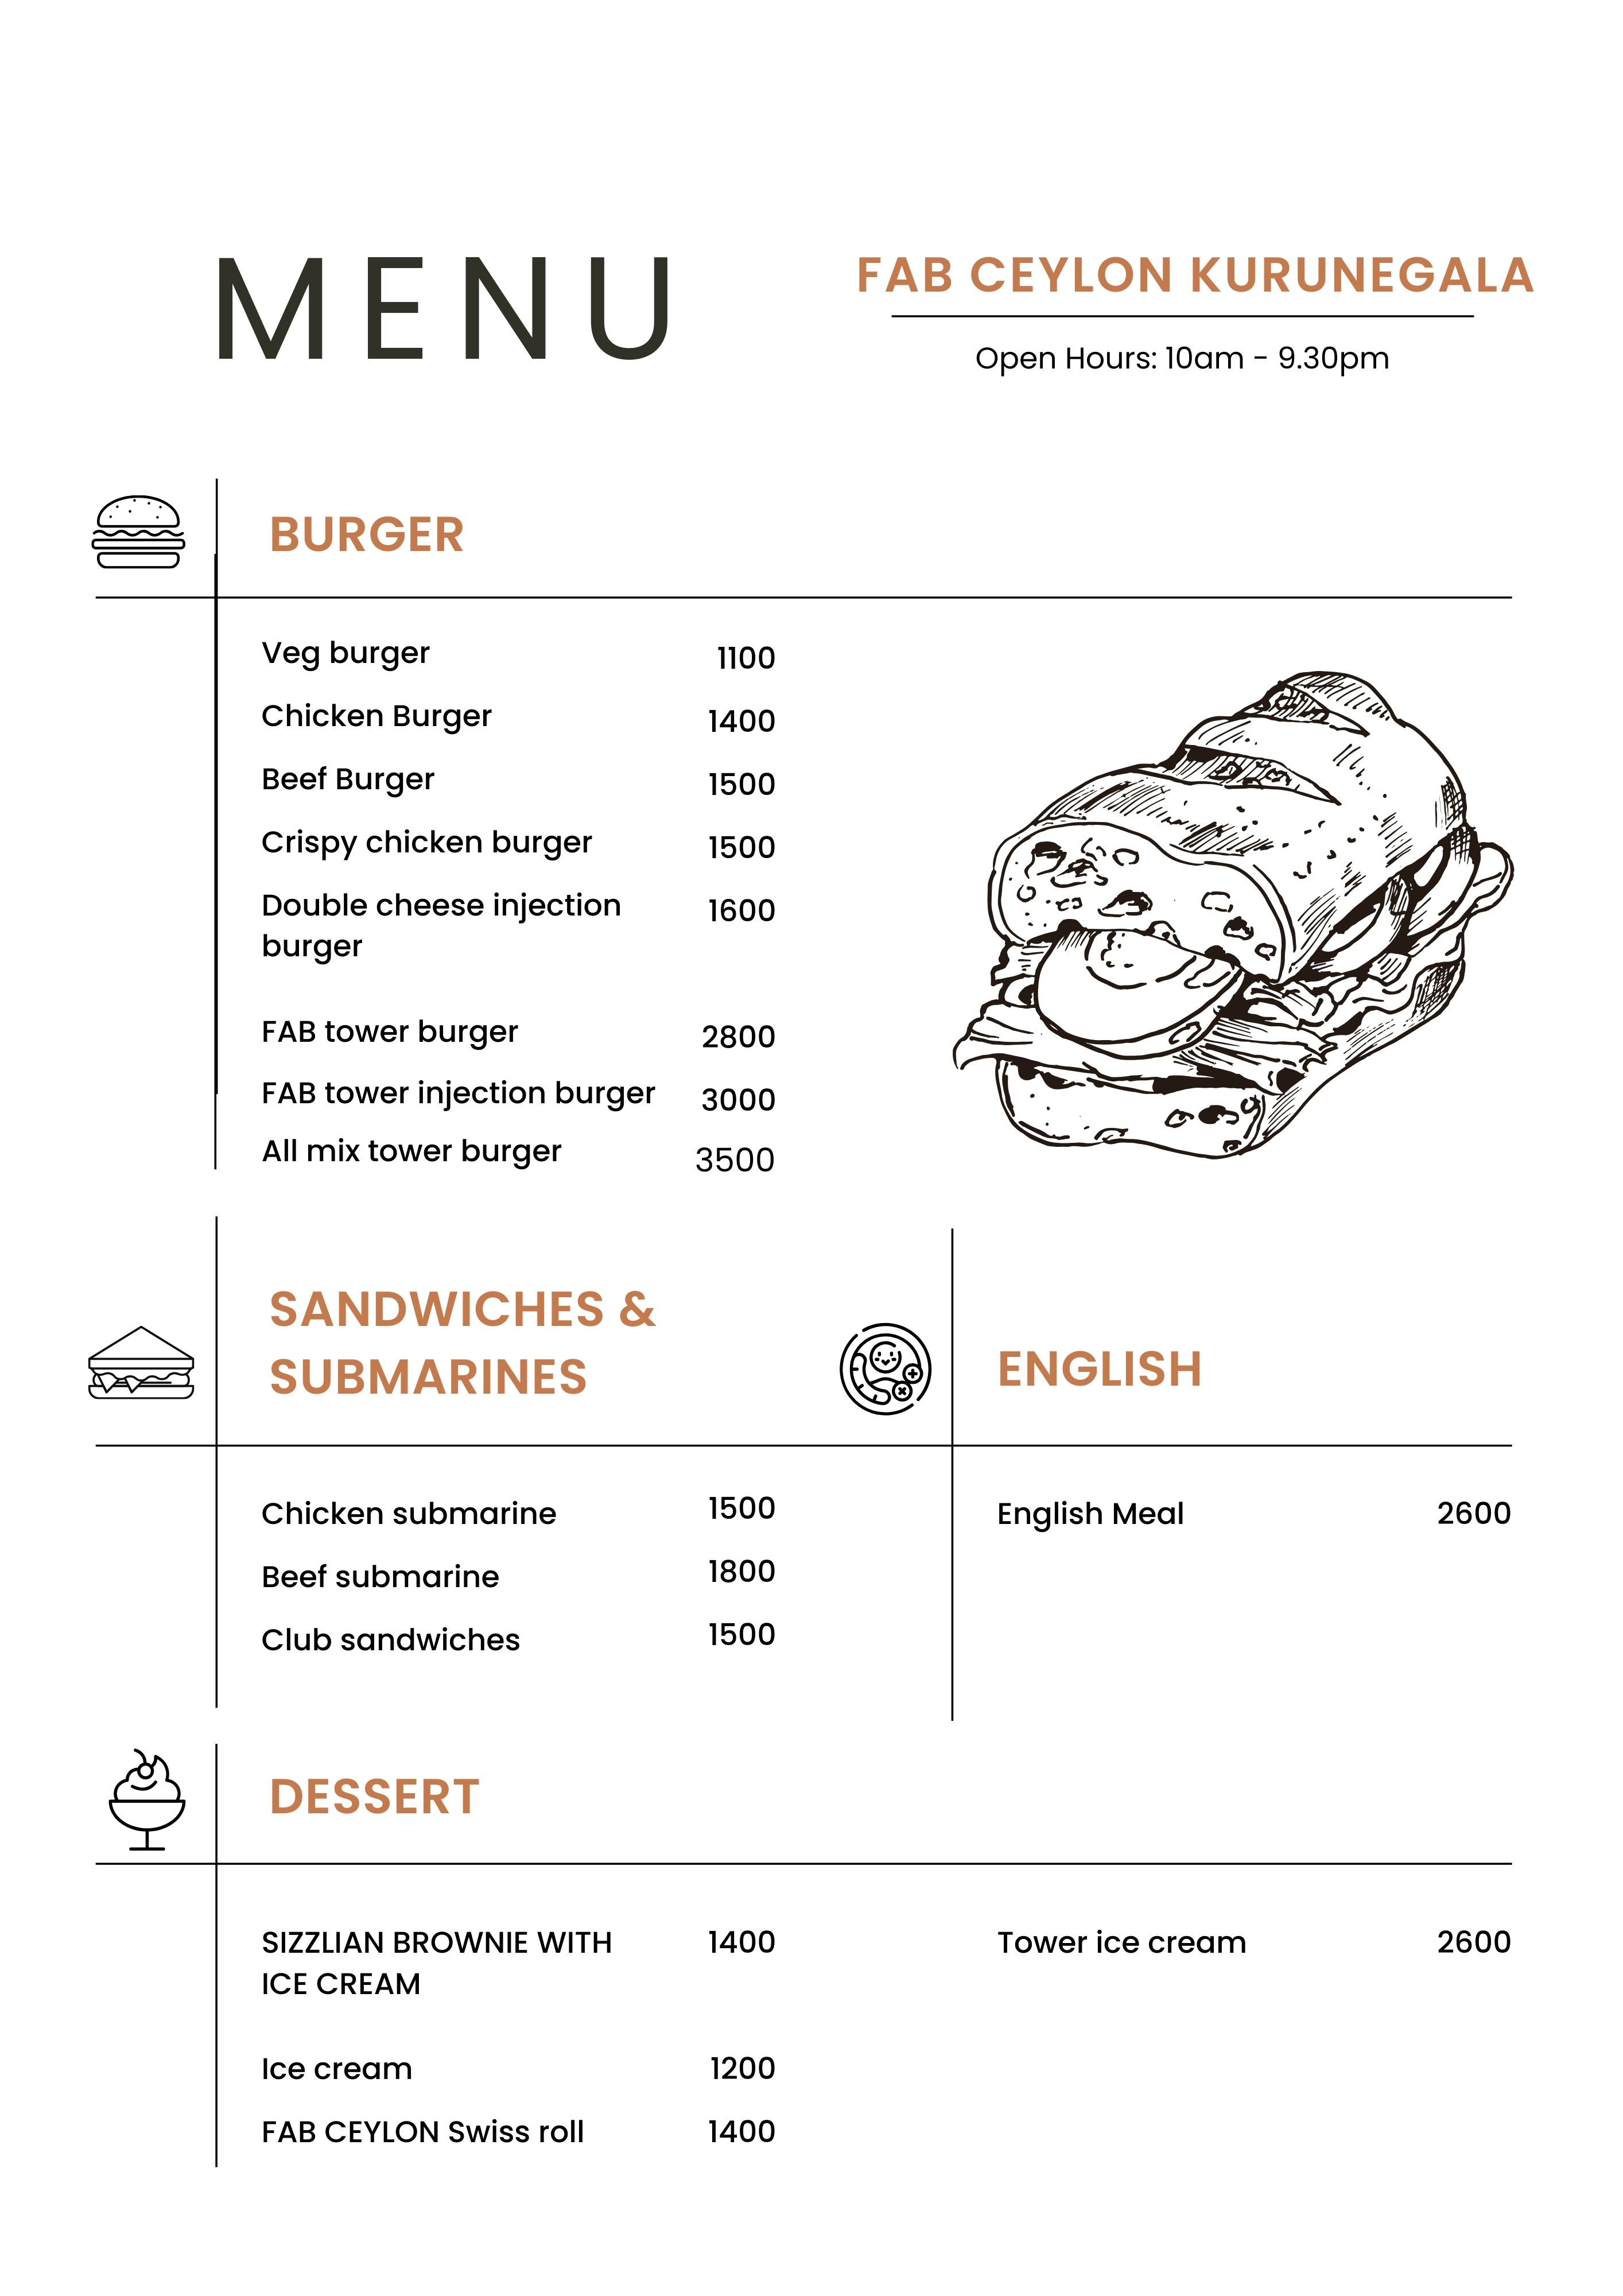 MENU
FAB CEYLON KURUNEGALA
Open Hours: 10am - 9.30pm
BURGER
Veg burger 1100
Chicken Burger 1400
Beef Burger 1500
Crispy chicken burger 1500
Double cheese injection 1600
burger
FAB tower burger 2800
FAB tower injection burger 3000
All mix tower burger 3500
SANDWICHES &
SUBMARINES
Chicken submarine 1500
Beef submarine 1800
Club sandwiches 1500
ENGLISH
English Meal 2600
DESSERT
SIZZLIAN BROWNIE WITH 1400
ICE CREAM
Ice cream 1200
FAB CEYLON Swiss roll 1400
Tower ice cream 2600